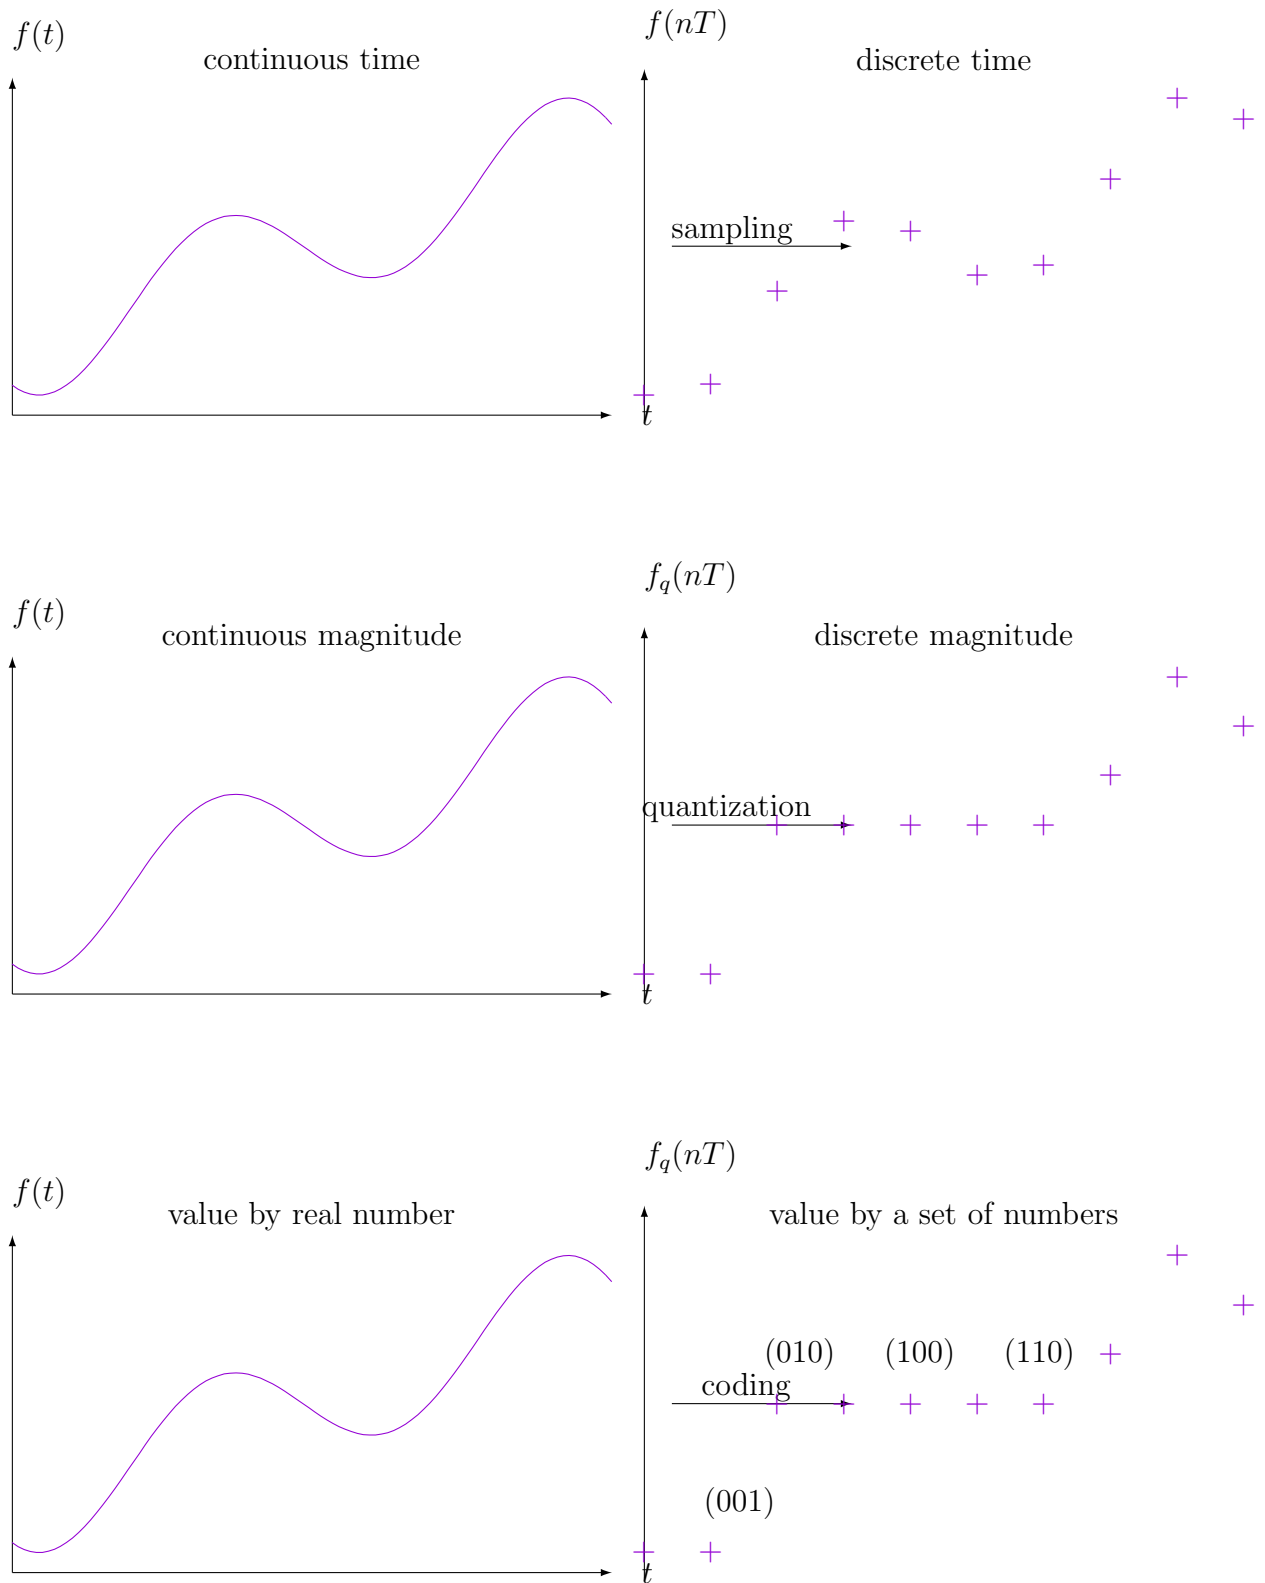 f(t)
continuous time
f(nT)
discrete time
sampling
t
f(t)
continuous magnitude
f_q(nT)
discrete magnitude
quantization
t
f(t)
value by real number
f_q(nT)
value by a set of numbers
(010) (100) (110)
coding
(001)
t